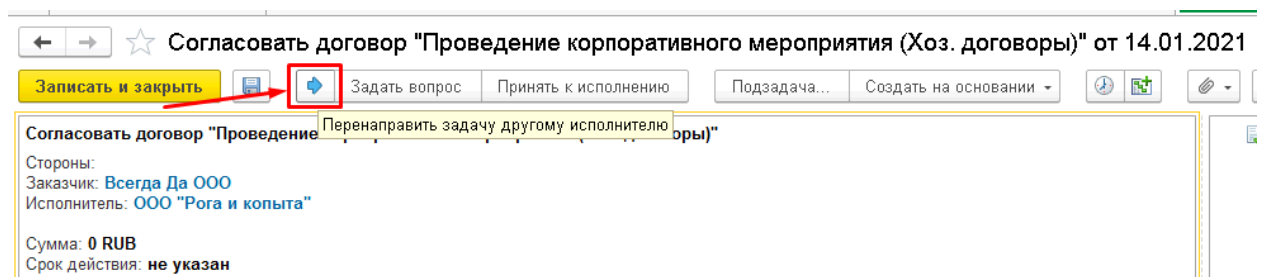 Согласовать договор "Проведение корпоративного мероприятия (Хоз. договоры)" от 14.01.2021
Записать и закрыть Задать вопрос Принять к исполнению Подзадача... Создать на основании
Перенаправить задачу другому исполнителю
Согласовать договор "Проведение оры)"
Стороны:
Заказчик: Всегда Да ООО
Исполнитель: ООО "Рога и копыта"
Сумма: 0 RUB
Срок действия: не указан